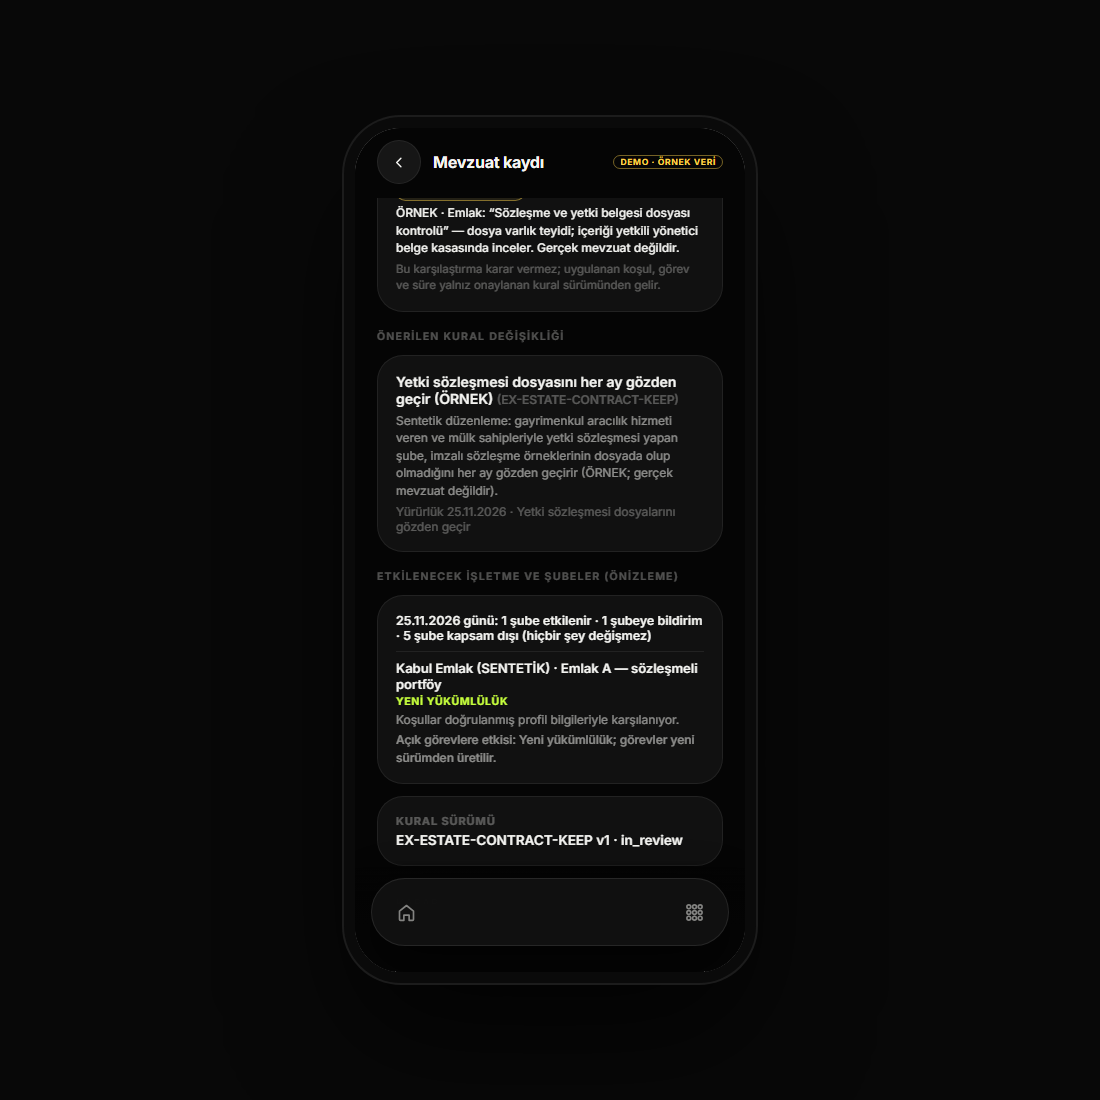 Mevzuat kaydı
DEMO · ÖRNEK VERİ
ÖRNEK · Emlak: “Sözleşme ve yetki belgesi dosyası
kontrolü” — dosya varlık teyidi; içeriği yetkili yönetici
belge kasasında inceler. Gerçek mevzuat değildir.
Bu karşılaştırma karar vermez; uygulanan koşul, görev
ve süre yalnız onaylanan kural sürümünden gelir.
ÖNERİLEN KURAL DEĞİŞİKLİĞİ
Yetki sözleşmesi dosyasını her ay gözden
geçir (ÖRNEK) (EX-ESTATE-CONTRACT-KEEP)
Sentetik düzenleme: gayrimenkul aracılık hizmeti
veren ve mülk sahipleriyle yetki sözleşmesi yapan
şube, imzalı sözleşme örneklerinin dosyada olup
olmadığını her ay gözden geçirir (ÖRNEK; gerçek
mevzuat değildir).
Yürürlük 25.11.2026 · Yetki sözleşmesi dosyalarını
gözden geçir
ETKİLENECEK İŞLETME VE ŞUBELER (ÖNİZLEME)
25.11.2026 günü: 1 şube etkilenir · 1 şubeye bildirim
· 5 şube kapsam dışı (hiçbir şey değişmez)
Kabul Emlak (SENTETİK) · Emlak A — sözleşmeli
portföy
YENİ YÜKÜMLÜLÜK
Koşullar doğrulanmış profil bilgileriyle karşılanıyor.
Açık görevlere etkisi: Yeni yükümlülük; görevler yeni
sürümden üretilir.
KURAL SÜRÜMÜ
EX-ESTATE-CONTRACT-KEEP v1 · in_review